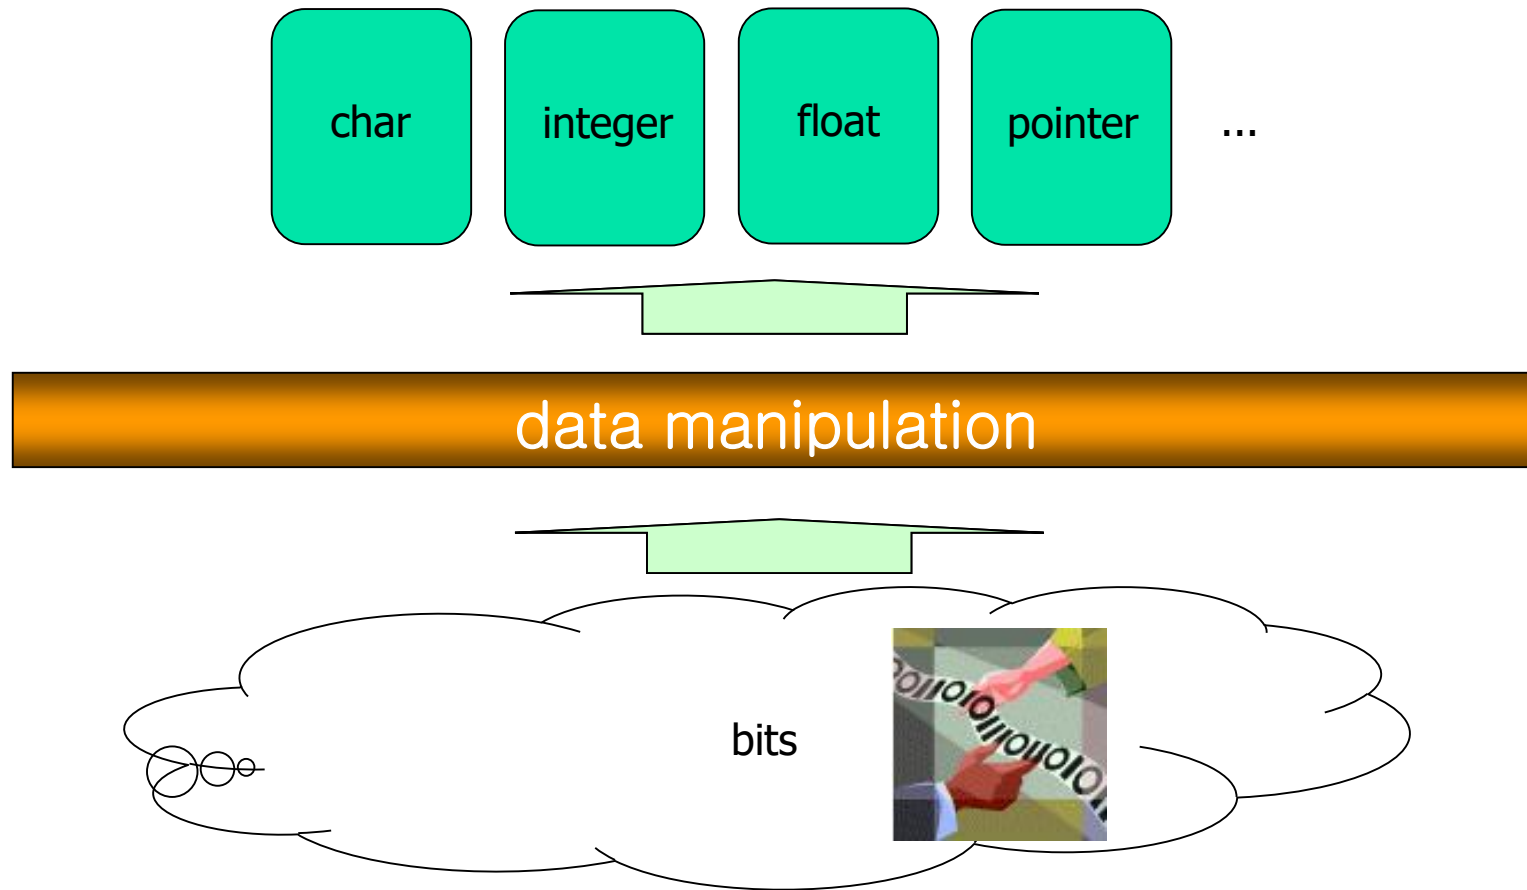 char integer float pointer ...
data manipulation
bits